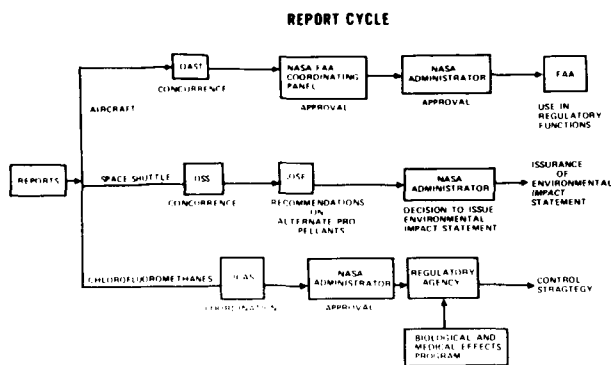 REPORT CYCLE
OAST
CONCURRENCE
NASA FAA
COORDINATING
PANEL
APPROVAL
NASA
ADMINISTRATOR
APPROVAL
FAA
USE IN
REGULATORY
FUNCTIONS
AIRCRAFT
REPORTS
SPACE SHUTTLE
CONCURRENCE
OSF
RECOMMENDATIONS
ON
ALTERNATE PRO
PELLANTS
NASA
ADMINISTRATOR
DECISION TO ISSUE
ENVIRONMENTAL
IMPACT STATEMENT
ISSURANCE
OF
ENVIRONMENTAL
IMPACT
STATEMENT
CHLOROFLUOROMETHANES
COORDINATION
NASA
ADMINISTRATOR
APPROVAL
REGULATORY
AGENCY
CONTROL
STRAGTEGY
BIOLOGICAL AND
MEDICAL EFFECTS
PROGRAM